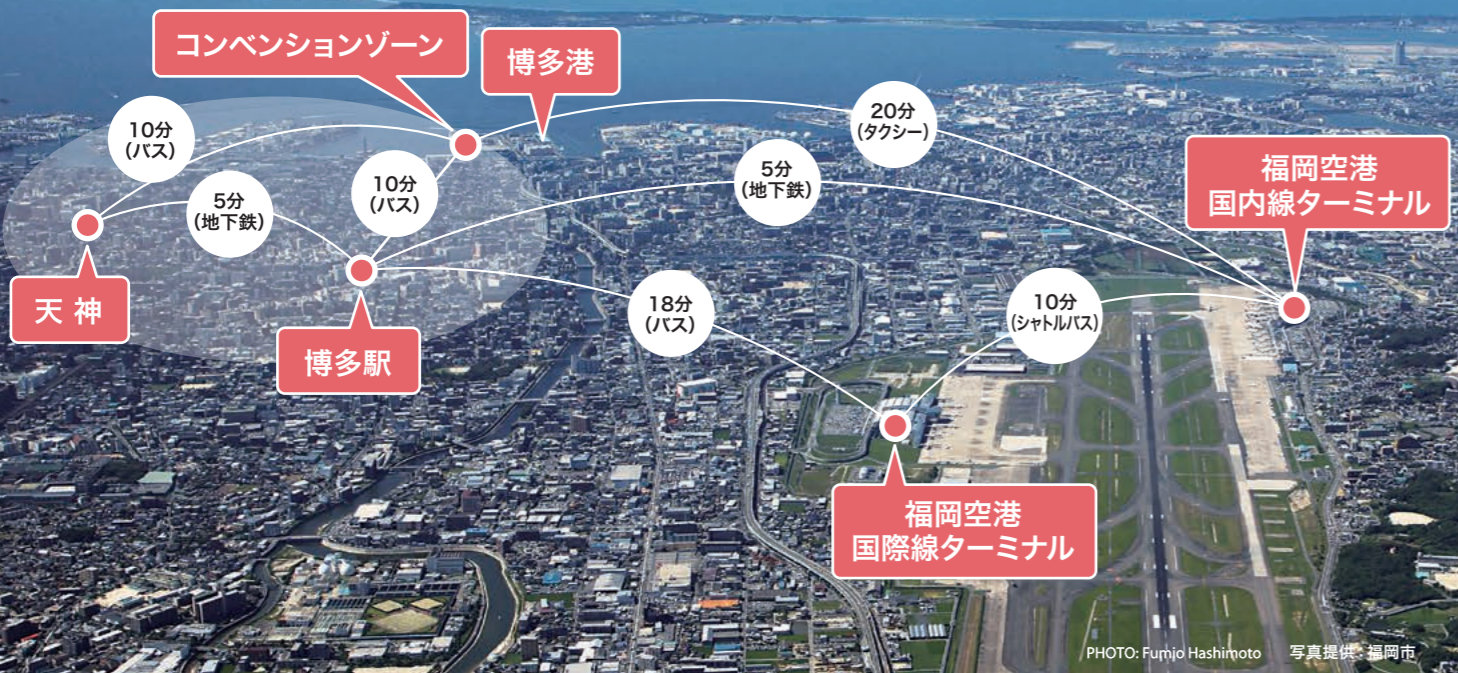 コンベンションゾーン
博多港
10分
(バス)
20分
(タクシー)
5分
(地下鉄)
10分
(バス)
5分
(地下鉄)
福岡空港
国内線ターミナル
天神
博多駅
18分
(バス)
10分
(シャトルバス)
福岡空港
国際線ターミナル
PHOTO: Fumio Hashimoto 写真提供:福岡市